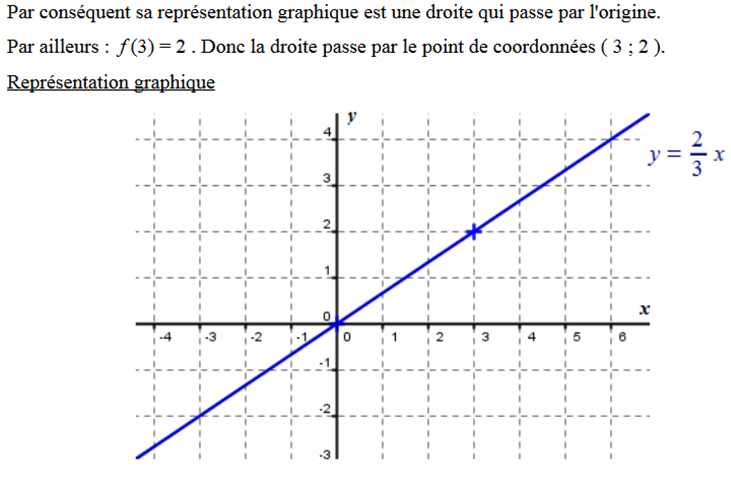 Par conséquent sa représentation graphique est une droite qui passe par l'origine.
Par ailleurs : f(3) = 2 . Donc la droite passe par le point de coordonnées ( 3 ; 2 ).
Représentation graphique
y
4
3
2
1
0
-1
-2
-3
y = 2/3 x
x
-4 -3 -2 -1 0 1 2 3 4 5 6